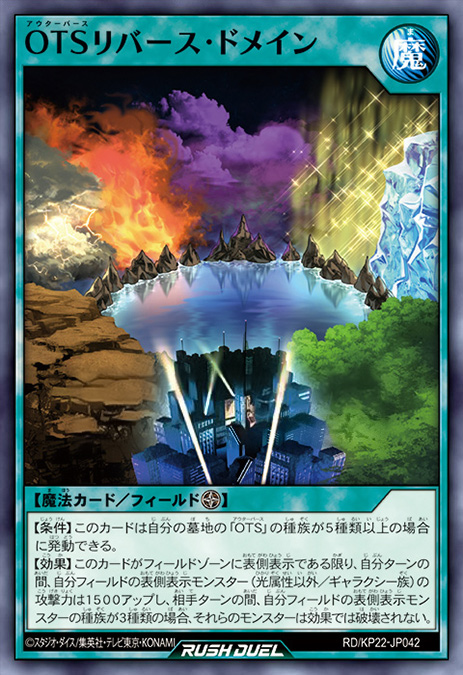 アウターバース
OTSリバース・ドメイン
ま
魔
【魔法カード／フィールド】
【条件】このカードは自分の墓地の「OTS」の種族が5種類以上の場合
に発動できる。
【効果】このカードがフィールドゾーンに表側表示である限り、自分ターンの
間、自分フィールドの表側表示モンスター（光属性以外／ギャラクシー族）の
攻撃力は1500アップし、相手ターンの間、自分フィールドの表側表示モン
スターの種族が3種類の場合、それらのモンスターは効果では破壊されない。
©スタジオ・ダイス/集英社・テレビ東京・KONAMI
RUSH DUEL
RD/KP22-JP042